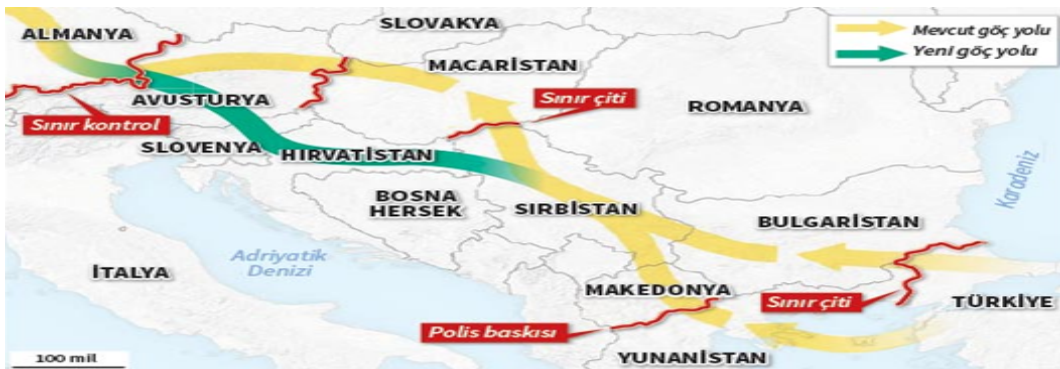 SLOVAKYA
ALMANYA
Mevcut göç yolu
Yeni göç yolu
MACARİSTAN
AVUSTURYA
Sınır çiti
ROMANYA
Sınır kontrol
SLOVENYA
HIRVATİSTAN
Karadeniz
BOSNA
HERSEK
SIRBİSTAN
BULGARİSTAN
Adriyatik
Denizi
İTALYA
MAKEDONYA
Sınır çiti
TÜRKİYE
Polis baskısı
100 mil
YUNANİSTAN